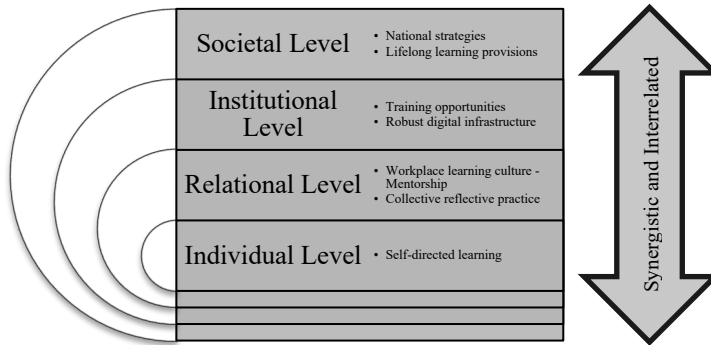 Societal Level
• National strategies
• Lifelong learning provisions
Institutional
Level
• Training opportunities
• Robust digital infrastructure
Relational Level
• Workplace learning culture -
Mentorship
• Collective reflective practice
Individual Level
• Self-directed learning
Synergistic and Interrelated